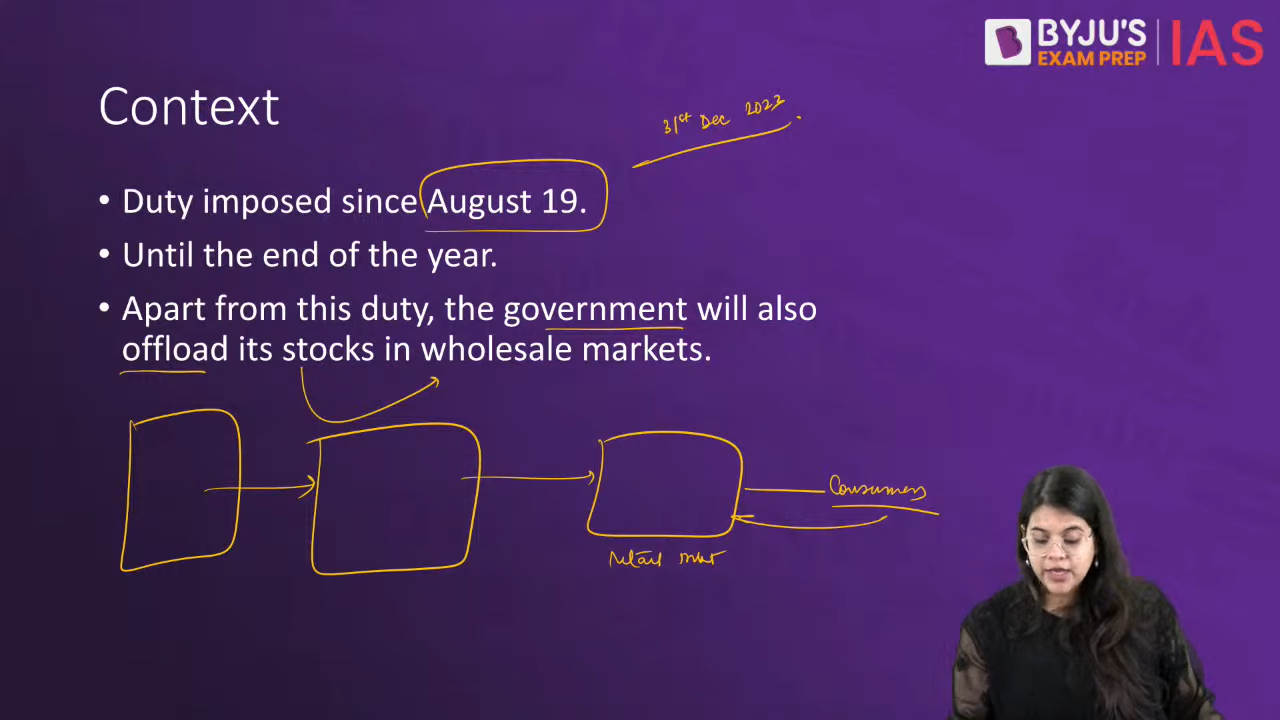 BYJU'S
EXAM PREP
IAS
Context
31st Dec 2023
• Duty imposed since August 19.
• Until the end of the year.
• Apart from this duty, the government will also
offload its stocks in wholesale markets.
Consumers
retail mkt